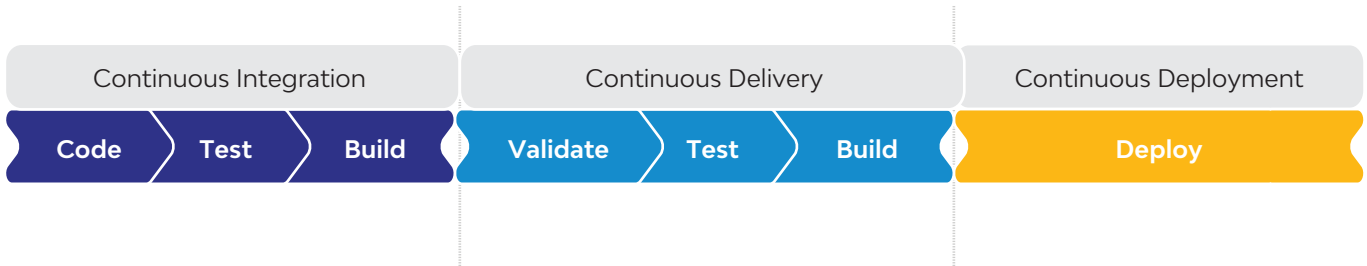 Continuous Integration
Continuous Delivery
Continuous Deployment
Code
Test
Build
Validate
Test
Build
Deploy